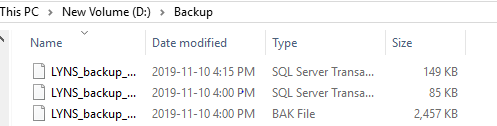 This PC > New Volume (D:) > Backup
Name Date modified Type Size
LYNS_backup_... 2019-11-10 4:15 PM SQL Server Transa... 149 KB
LYNS_backup_... 2019-11-10 4:00 PM SQL Server Transa... 85 KB
LYNS_backup_... 2019-11-10 4:00 PM BAK File 2,457 KB